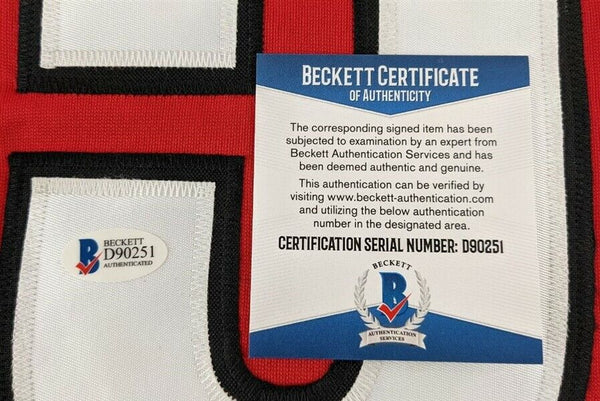 BECKETT CERTIFICATE
OF AUTHENTICITY
The corresponding signed item has been
subjected to examination by an expert from
Beckett Authentication Services and has
been deemed authentic and genuine.
This authentication can be verified by
visiting www.beckett-authentication.com
and utilizing the below authentication
number in the designated area.
CERTIFICATION SERIAL NUMBER: D90251
BECKETT
B
AUTHENTICATION
SERVICES
B
BECKETT
D90251
AUTHENTICATED